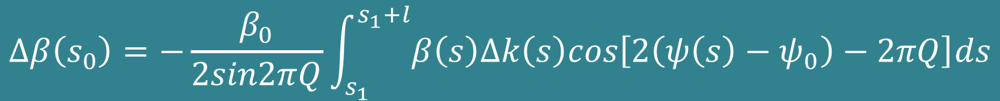 Δβ(s₀) = −β₀/(2sin2πQ) ∫_{s₁}^{s₁+l} β(s)Δk(s)cos[2(ψ(s) − ψ₀) − 2πQ]ds